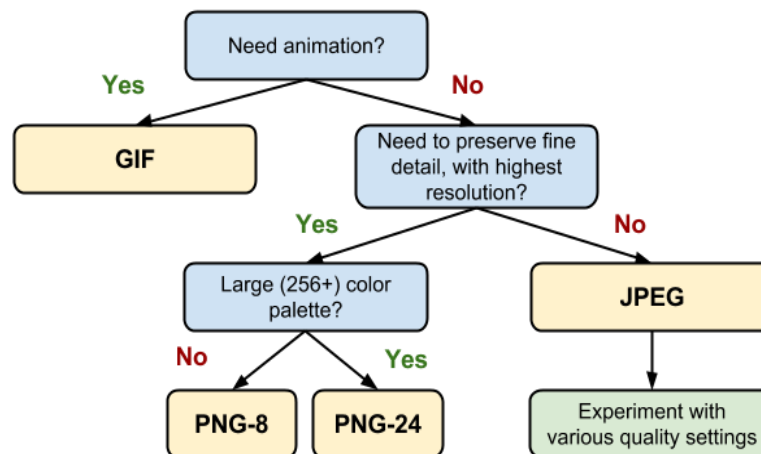 Need animation?
Yes
No
GIF
Need to preserve fine
detail, with highest
resolution?
Yes
No
Large (256+) color
palette?
JPEG
No
Yes
PNG-8
PNG-24
Experiment with
various quality settings